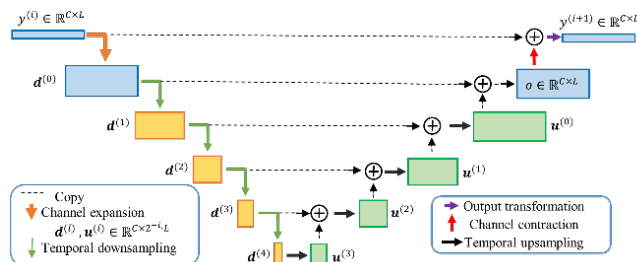 y^(i) ∈ ℝ^{C×L}
y^(i+1) ∈ ℝ^{C×L}
d^(0)
o ∈ ℝ^{C×L}
d^(1)
u^(0)
d^(2)
u^(1)
d^(3)
u^(2)
d^(4)
u^(3)
Copy
Channel expansion
d^(i), u^(i) ∈ ℝ^{C×2^{-i}·L}
Temporal downsampling
Output transformation
Channel contraction
Temporal upsampling